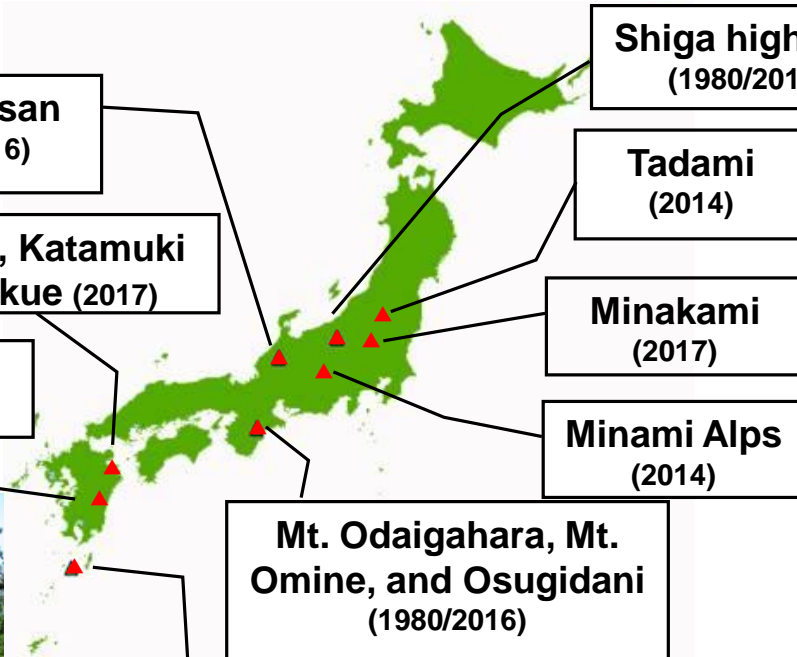 Shiga high
(1980/201
san
6)
Tadami
(2014)
, Katamuki
kue (2017)
Minakami
(2017)
Minami Alps
(2014)
Mt. Odaigahara, Mt.
Omine, and Osugidani
(1980/2016)